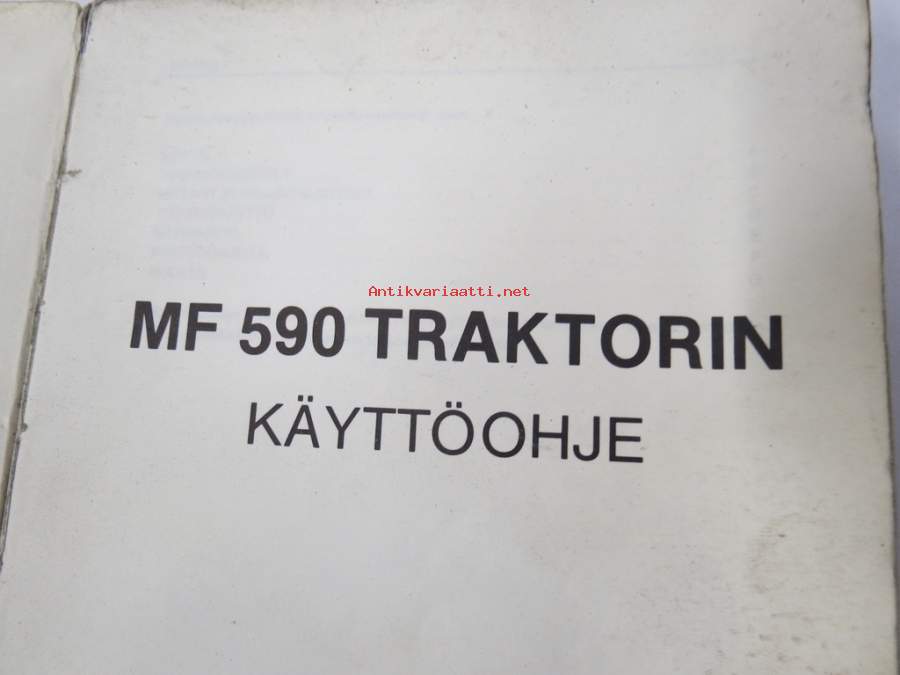 Antikvariaatti.net
MF 590 TRAKTORIN
KÄYTTÖOHJE